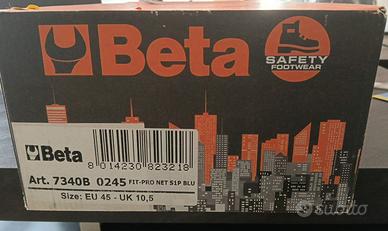 Beta
SAFETY
FOOTWEAR
Beta
8 014230 823218
Art. 7340B 0245 FIT-PRO NET S1P BLU
Size: EU 45 - UK 10,5
subito